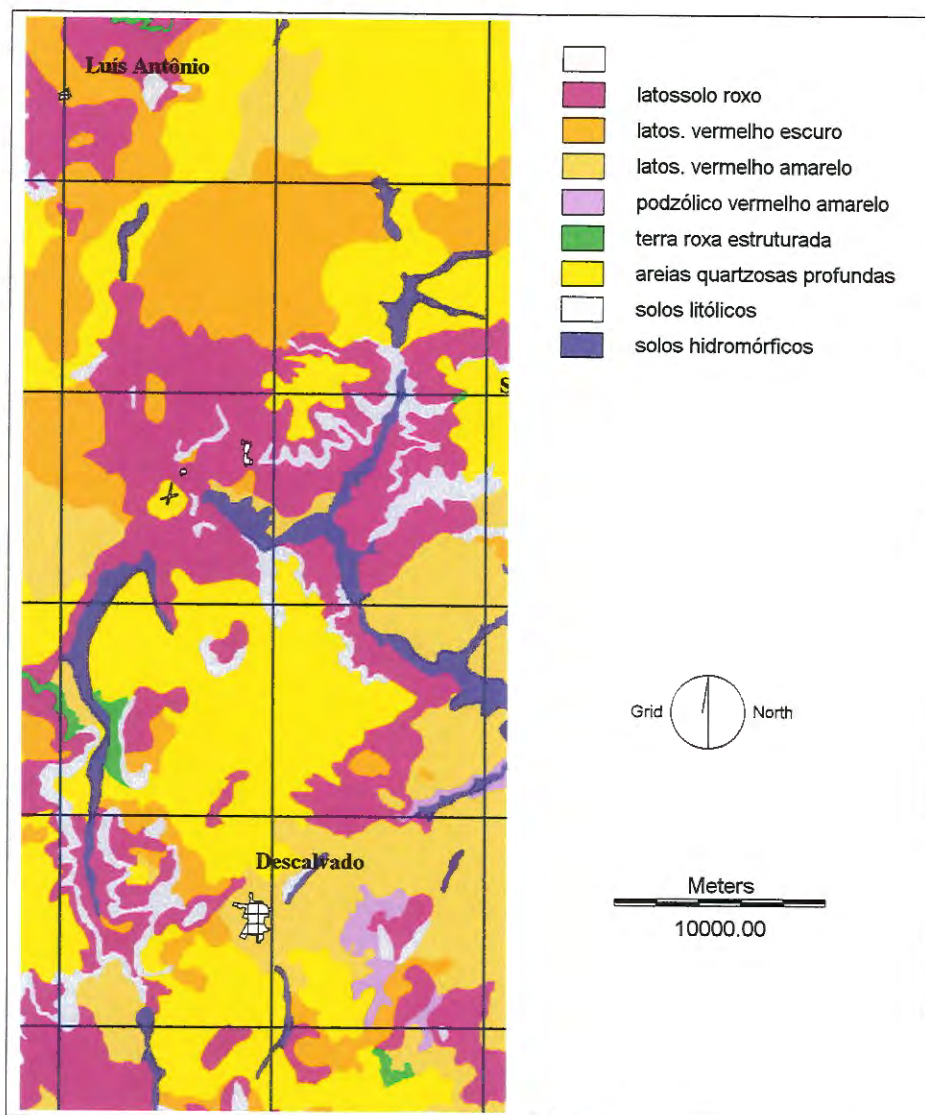 Luís Antônio
S
Descalvado
latossolo roxo
latos. vermelho escuro
latos. vermelho amarelo
podzólico vermelho amarelo
terra roxa estruturada
areias quartzosas profundas
solos litólicos
solos hidromórficos
Grid North
Meters
10000.00